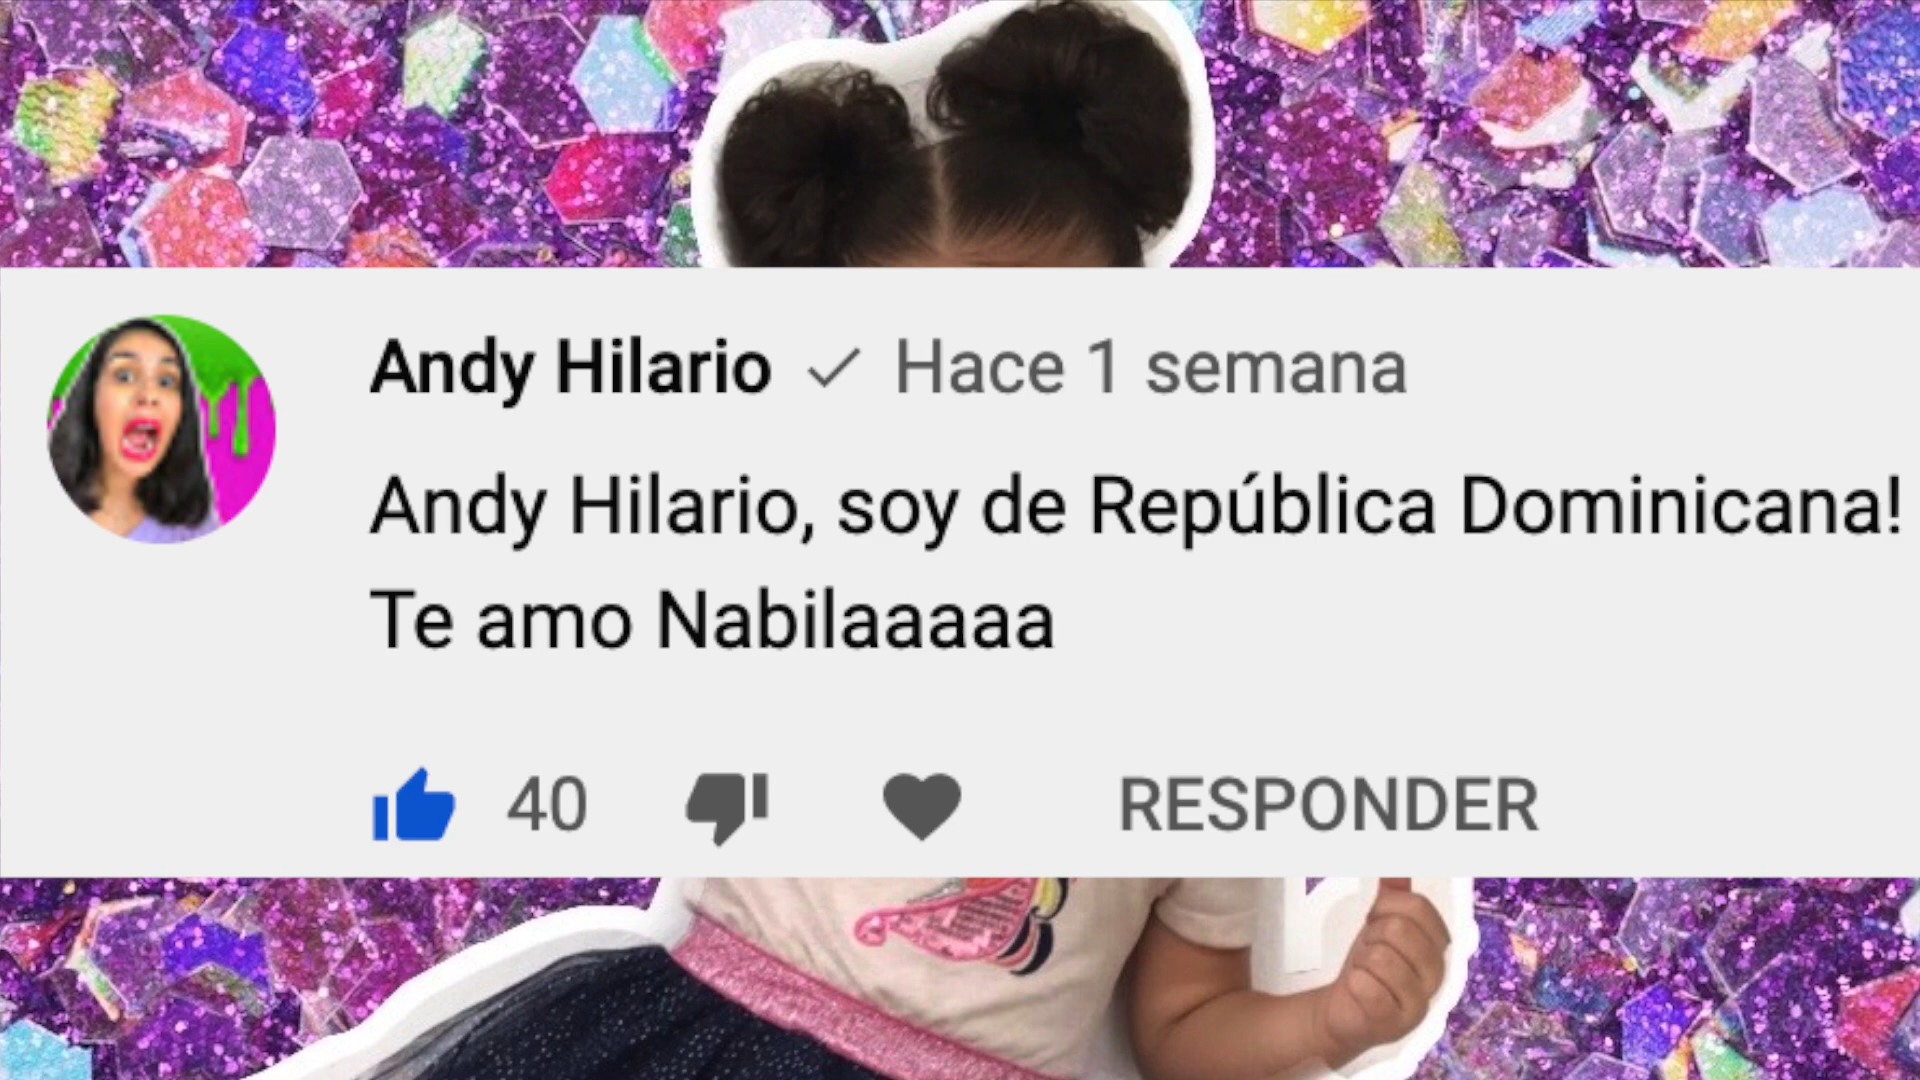 Andy Hilario Hace 1 semana
Andy Hilario, soy de República Dominicana!
Te amo Nabilaaaaa
40 RESPONDER